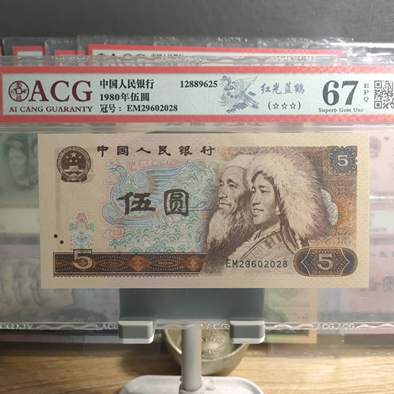 ACG
AI CANG GUARANTY
中国人民银行 12889625
1980年伍圆
冠号：EM29602028
红光蓝鹤
(☆☆☆)
67 EPQ
Superb Gem Unc
中国人民银行
5
伍圆
5
EM29602028
5